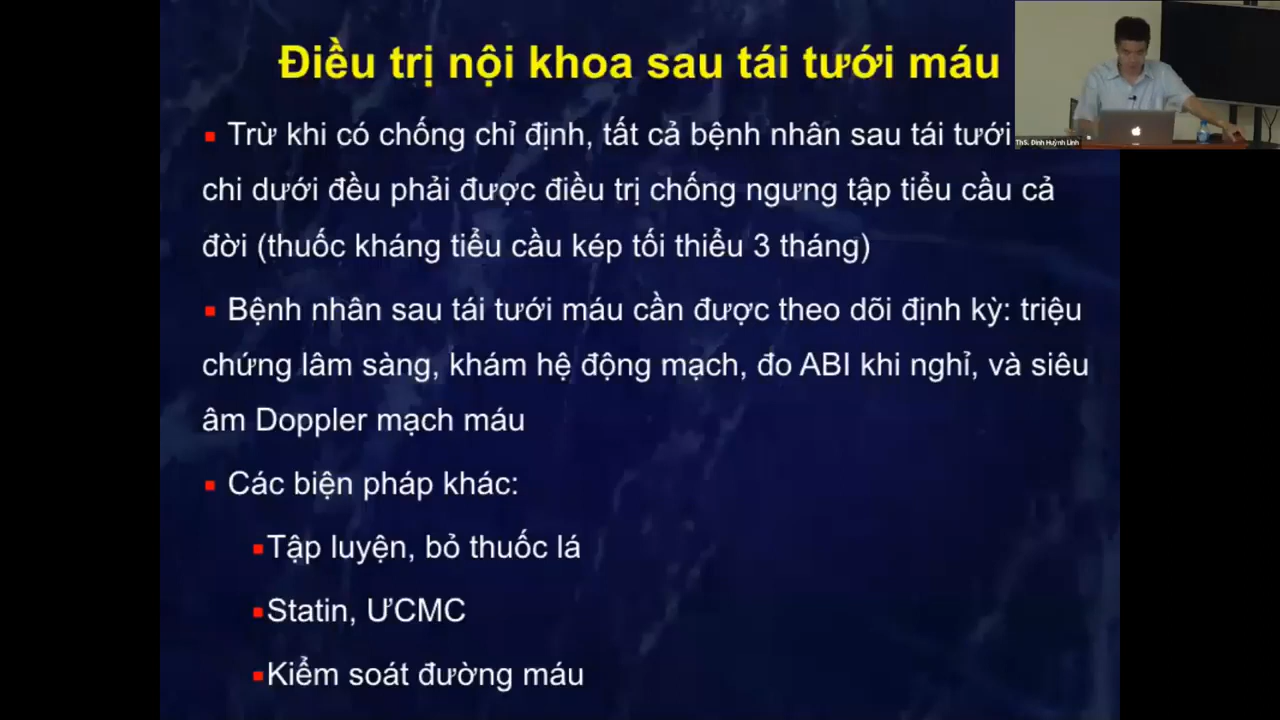 Điều trị nội khoa sau tái tưới máu
Trừ khi có chống chỉ định, tất cả bệnh nhân sau tái tưới
chi dưới đều phải được điều trị chống ngưng tập tiểu cầu cả
đời (thuốc kháng tiểu cầu kép tối thiểu 3 tháng)
Bệnh nhân sau tái tưới máu cần được theo dõi định kỳ: triệu
chứng lâm sàng, khám hệ động mạch, đo ABI khi nghỉ, và siêu
âm Doppler mạch máu
Các biện pháp khác:
Tập luyện, bỏ thuốc lá
Statin, ƯCMC
Kiểm soát đường máu
ThS. Đinh Huỳnh Linh